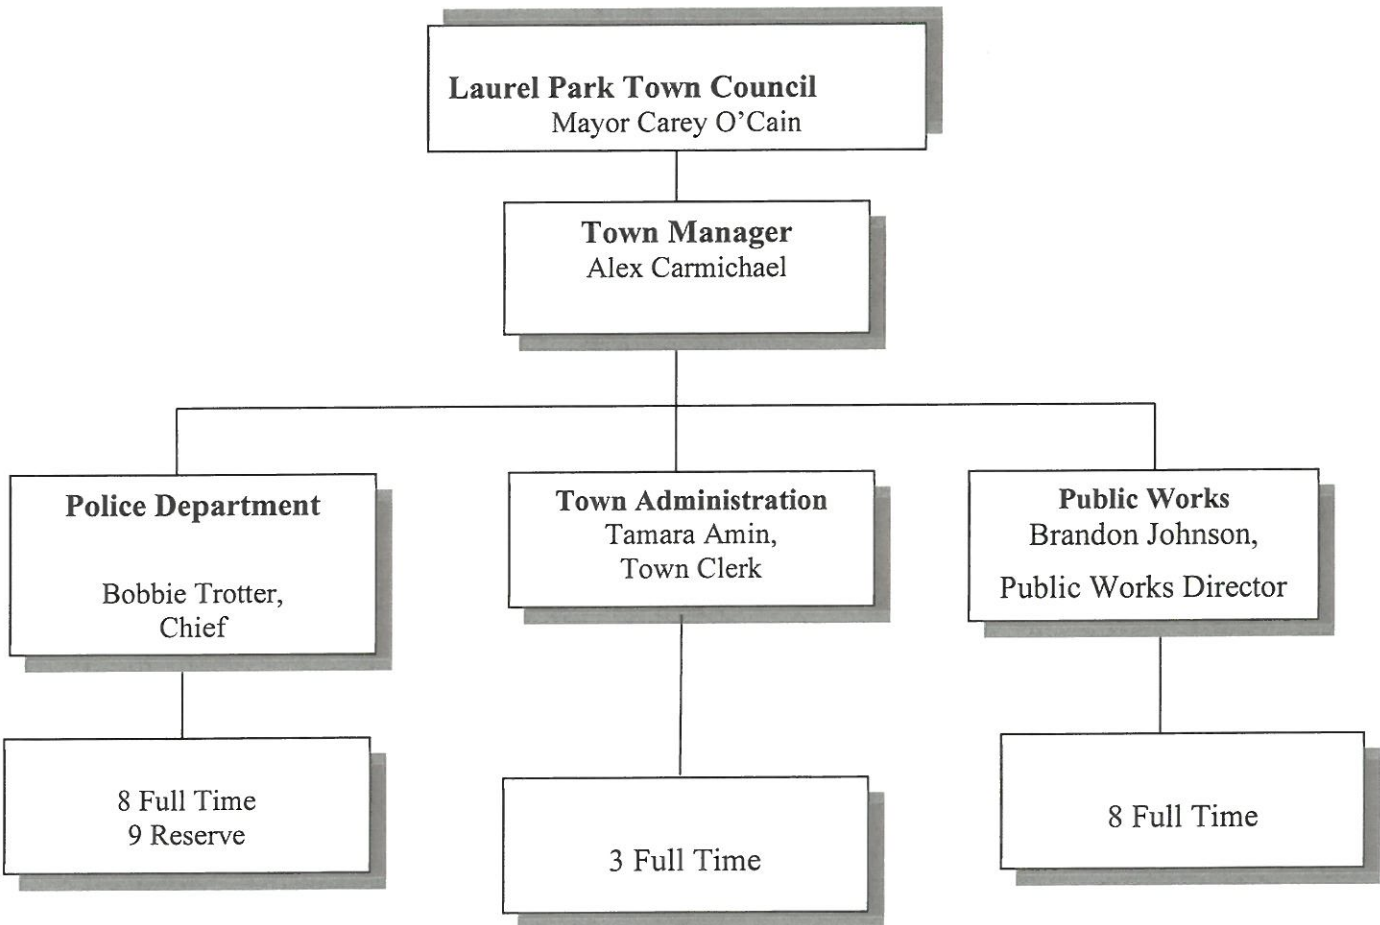 Laurel Park Town Council
Mayor Carey O'Cain
Town Manager
Alex Carmichael
Police Department
Bobbie Trotter,
Chief
Town Administration
Tamara Amin,
Town Clerk
Public Works
Brandon Johnson,
Public Works Director
8 Full Time
9 Reserve
3 Full Time
8 Full Time